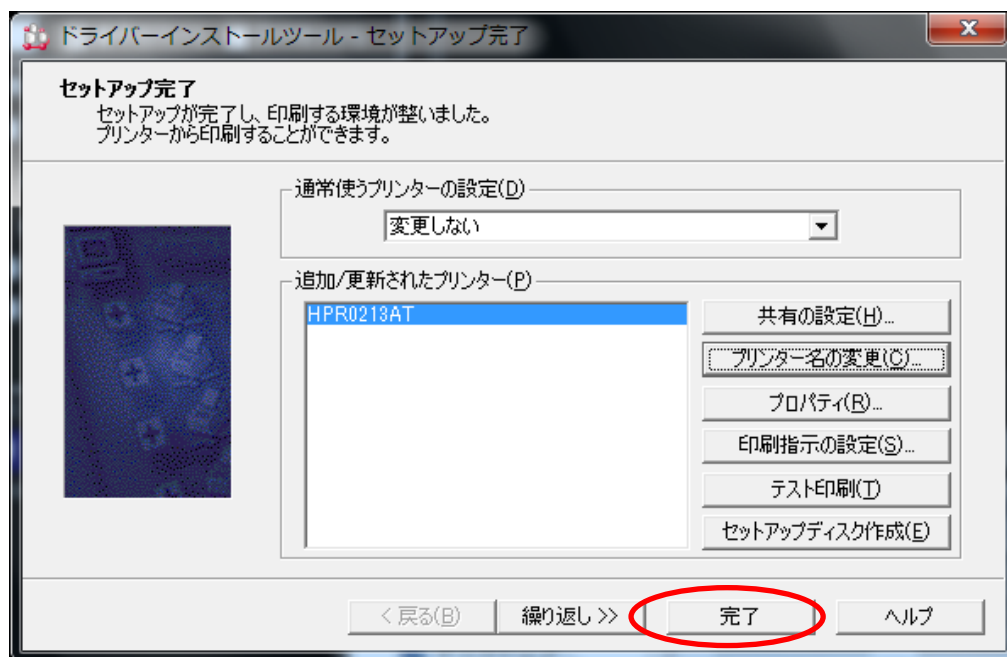 ドライバーインストールツール - セットアップ完了
セットアップ完了
セットアップが完了し、印刷する環境が整いました。
プリンターから印刷することができます。
通常使うプリンターの設定(D)
変更しない
追加/更新されたプリンター(P)
HPR0213AT
共有の設定(H)...
プリンター名の変更(C)...
プロパティ(R)...
印刷指示の設定(S)...
テスト印刷(T)
セットアップディスク作成(E)
< 戻る(B)
繰り返し >>
完了
ヘルプ